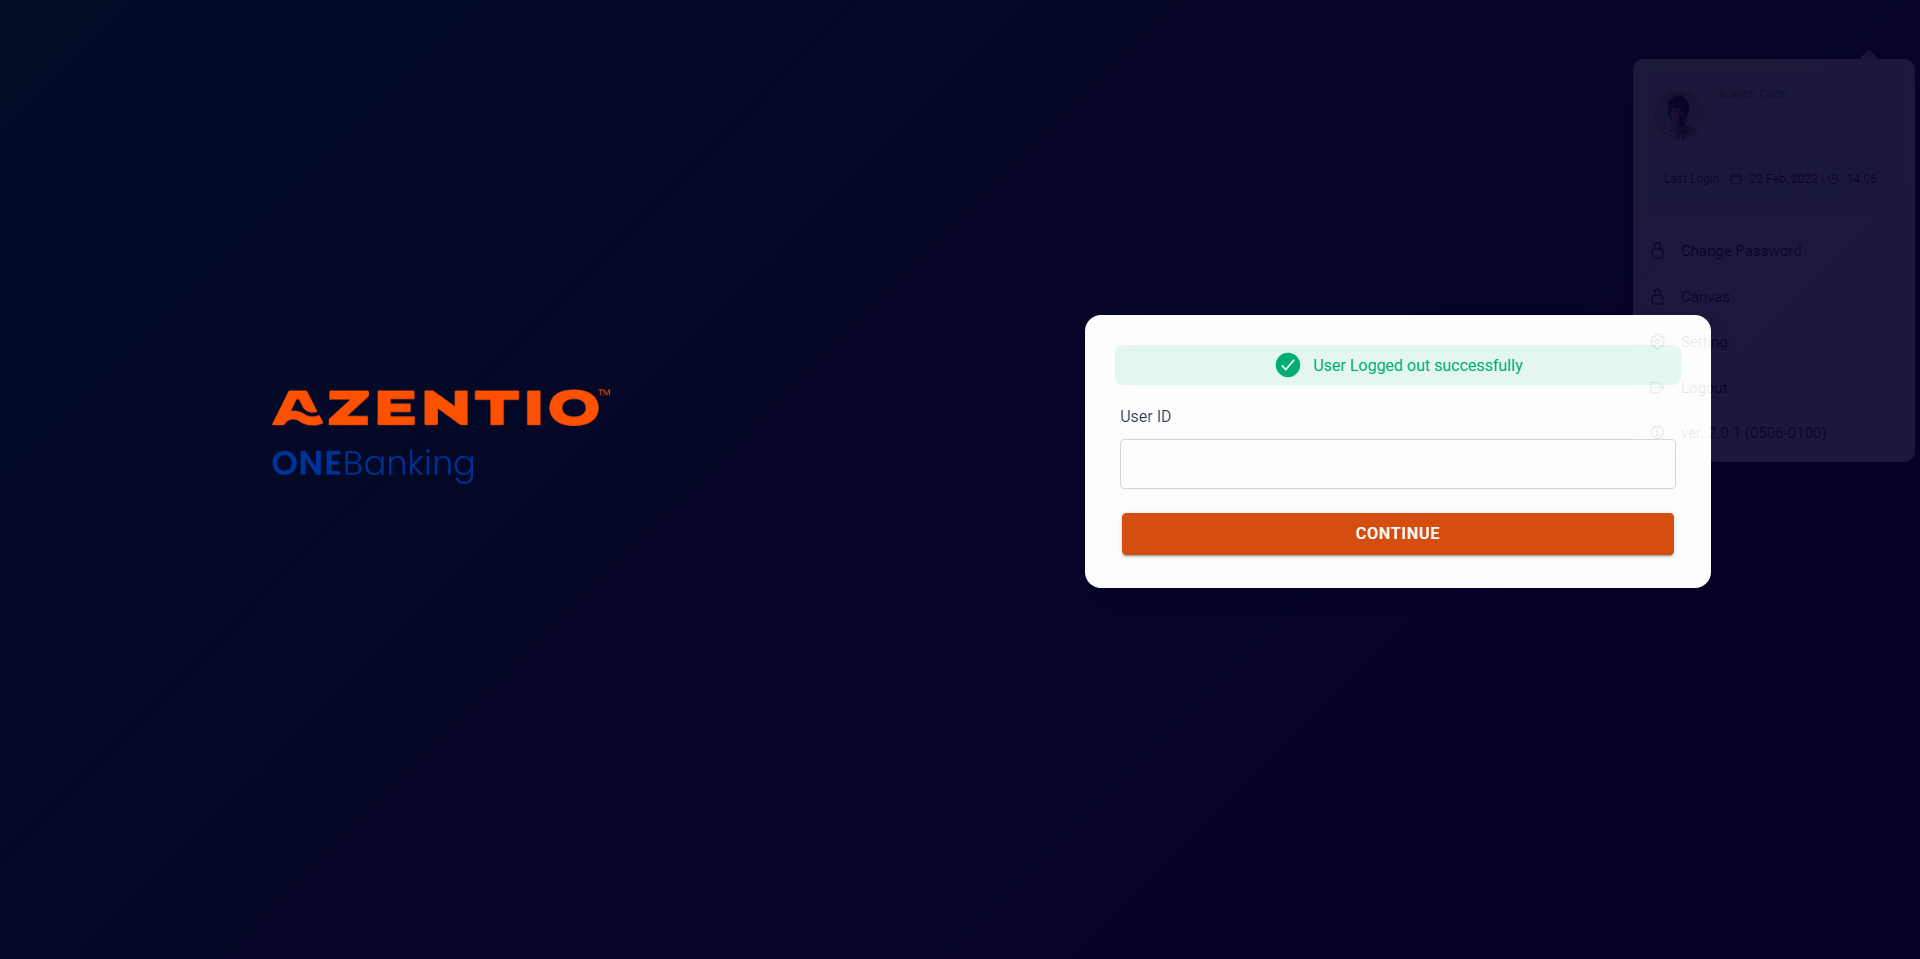 AZENTIO™
ONEBanking
Branch Code
Last Login 22 Feb, 2022 | 14:06
Change Password
Canvas
Setting
Logout
ver. 2.0.1 (0506-0100)
User Logged out successfully
User ID
CONTINUE